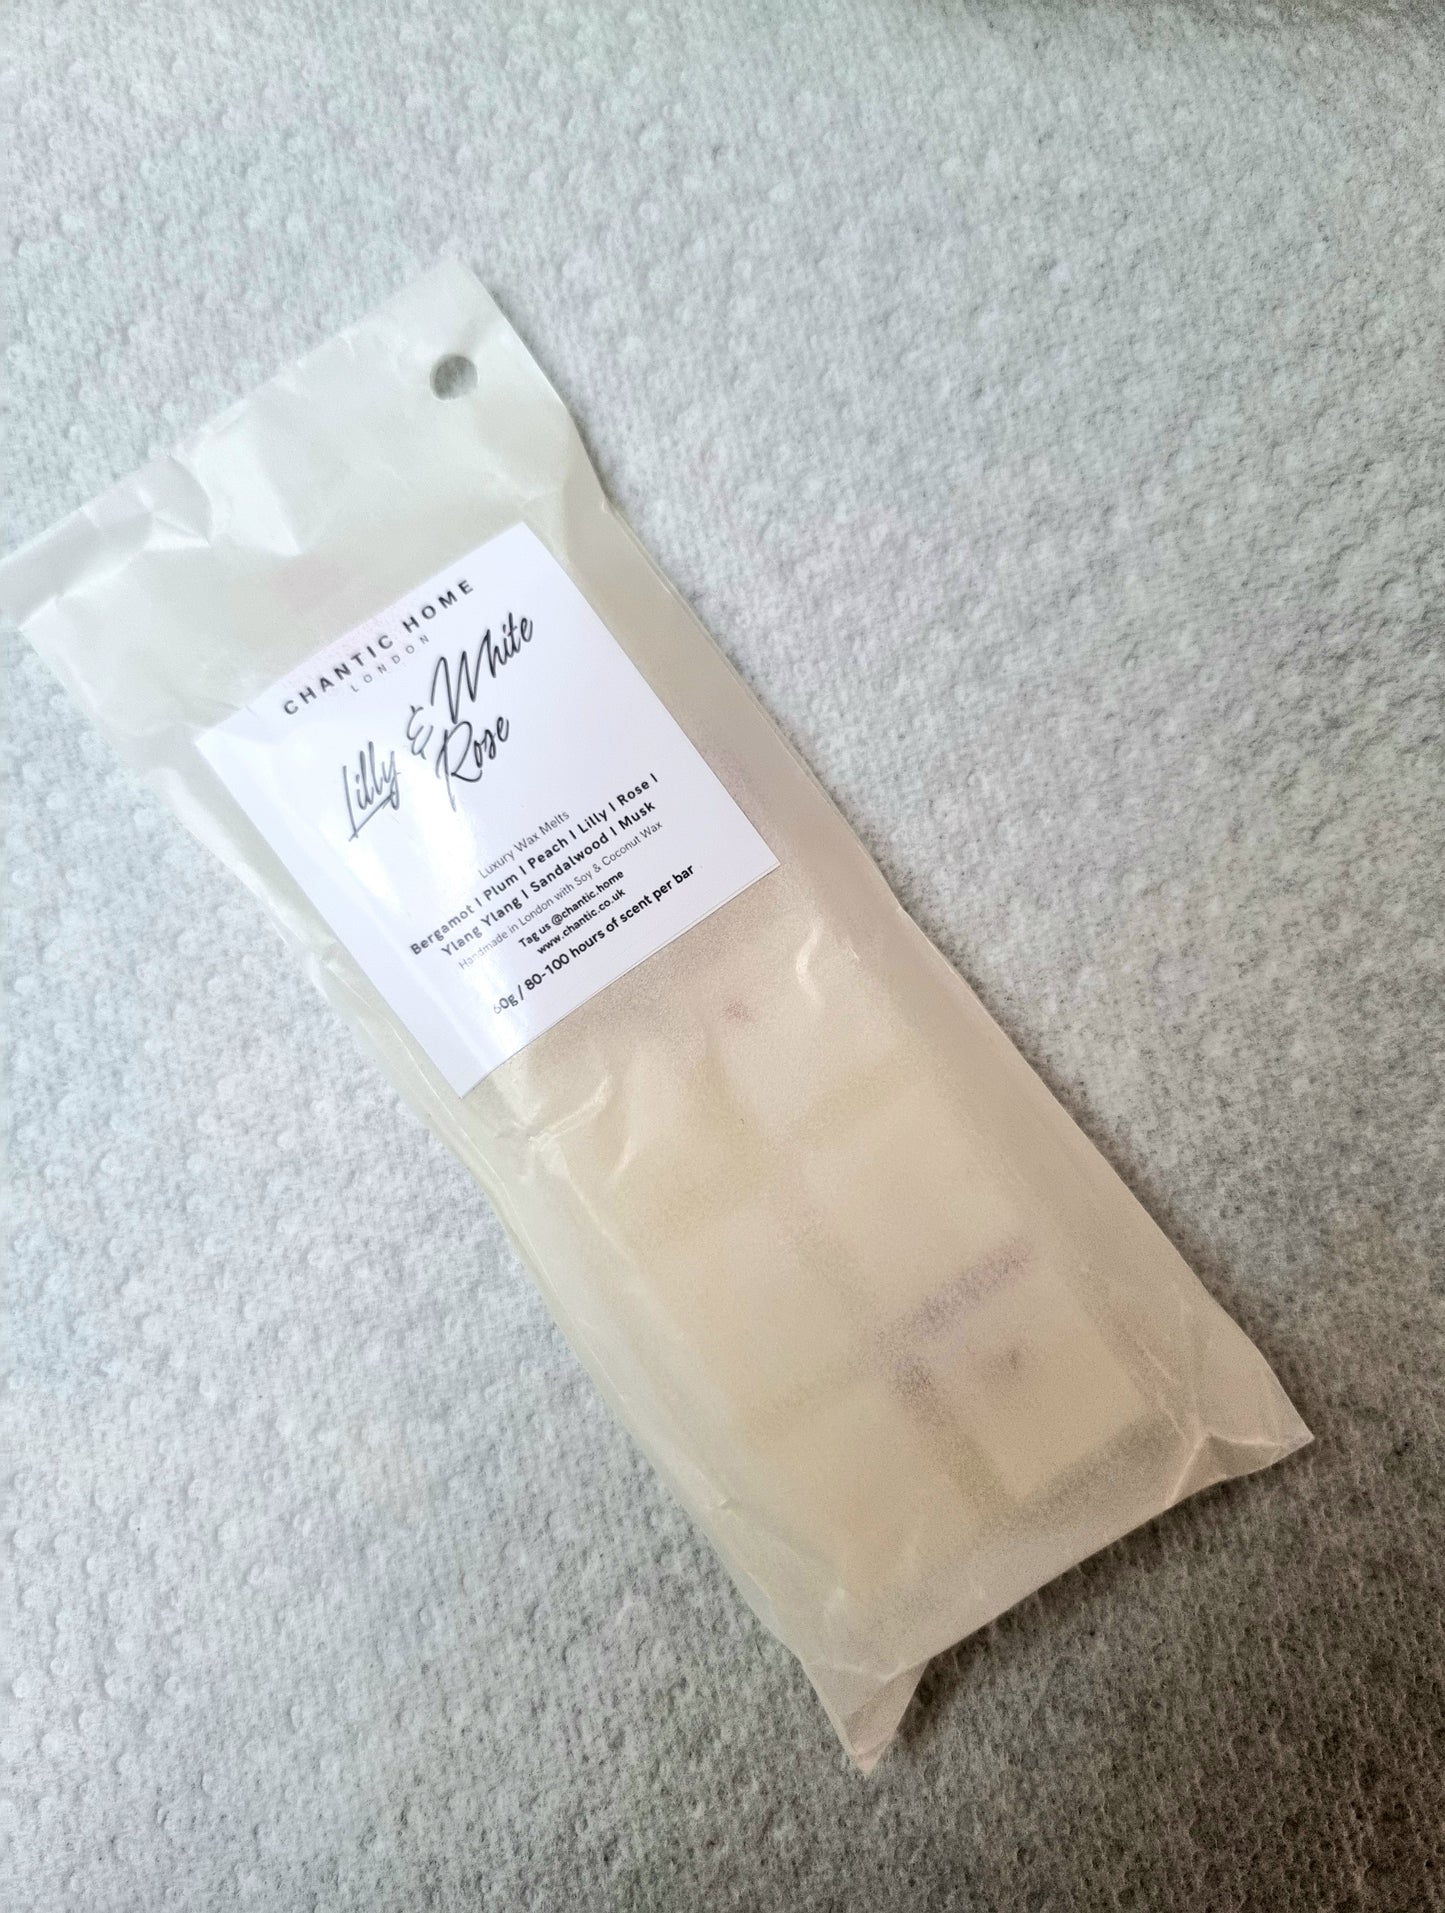 CHANTIC HOME
LONDON
Lilly & White
Rose
Luxury Wax Melts
Bergamot | Plum | Peach | Lilly | Rose |
Ylang Ylang | Sandalwood | Musk
Handmade in London with Soy & Coconut Wax
Tag us @chantic.home
www.chantic.co.uk
60g / 80-100 hours of scent per bar